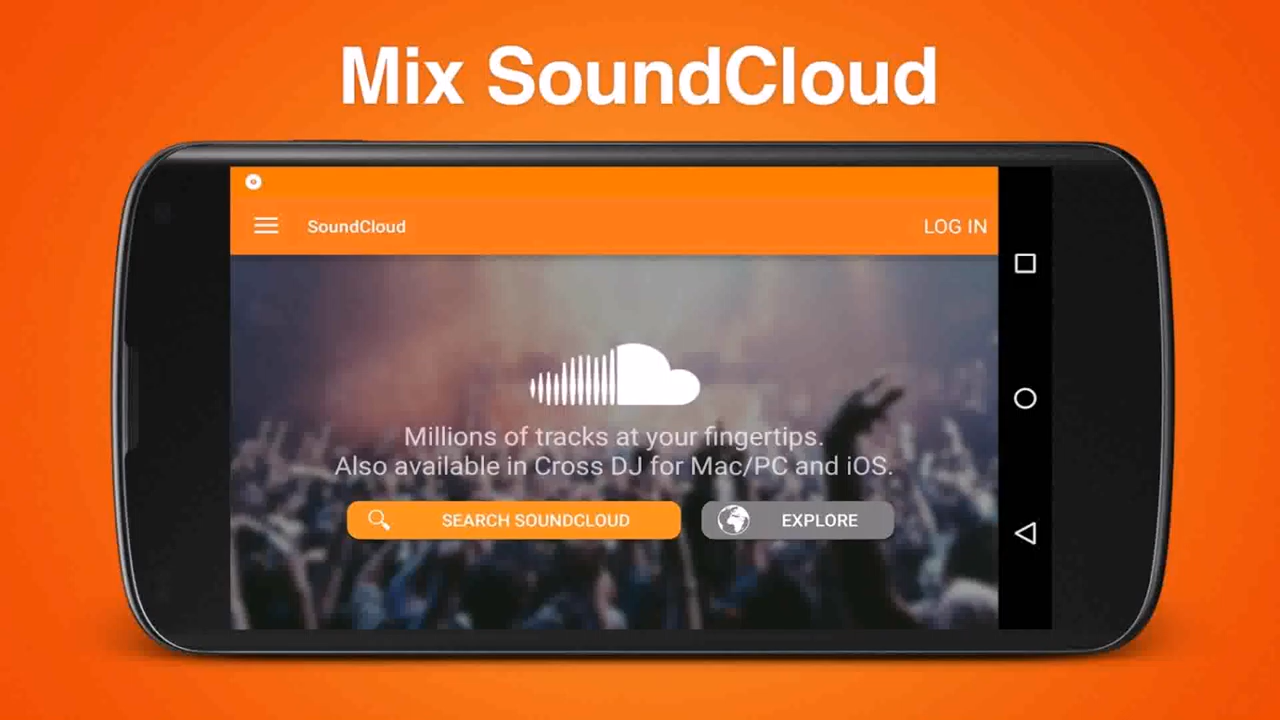 Mix SoundCloud
SoundCloud
LOG IN
Millions of tracks at your fingertips.
Also available in Cross DJ for Mac/PC and iOS.
SEARCH SOUNDCLOUD
EXPLORE